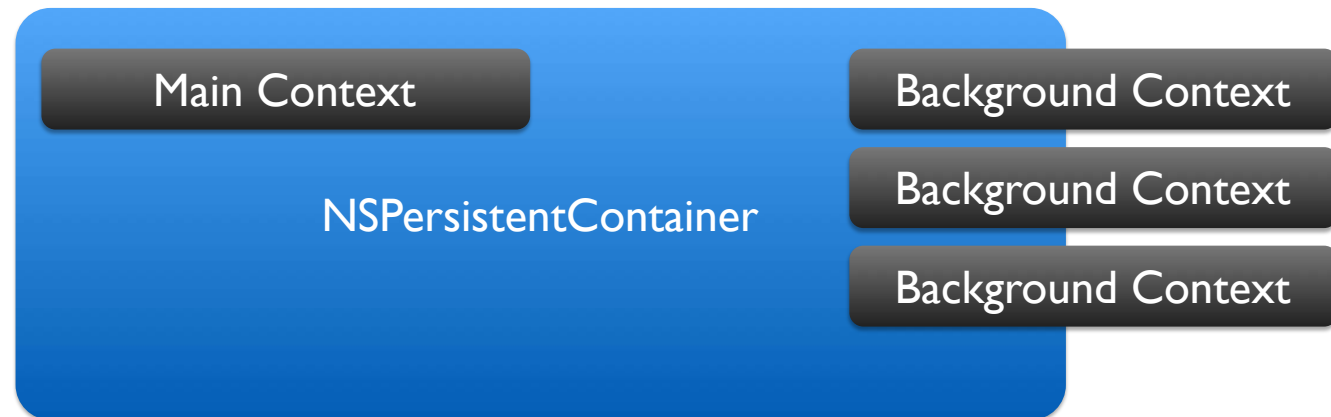 Main Context
Background Context
Background Context
NSPersistentContainer
Background Context